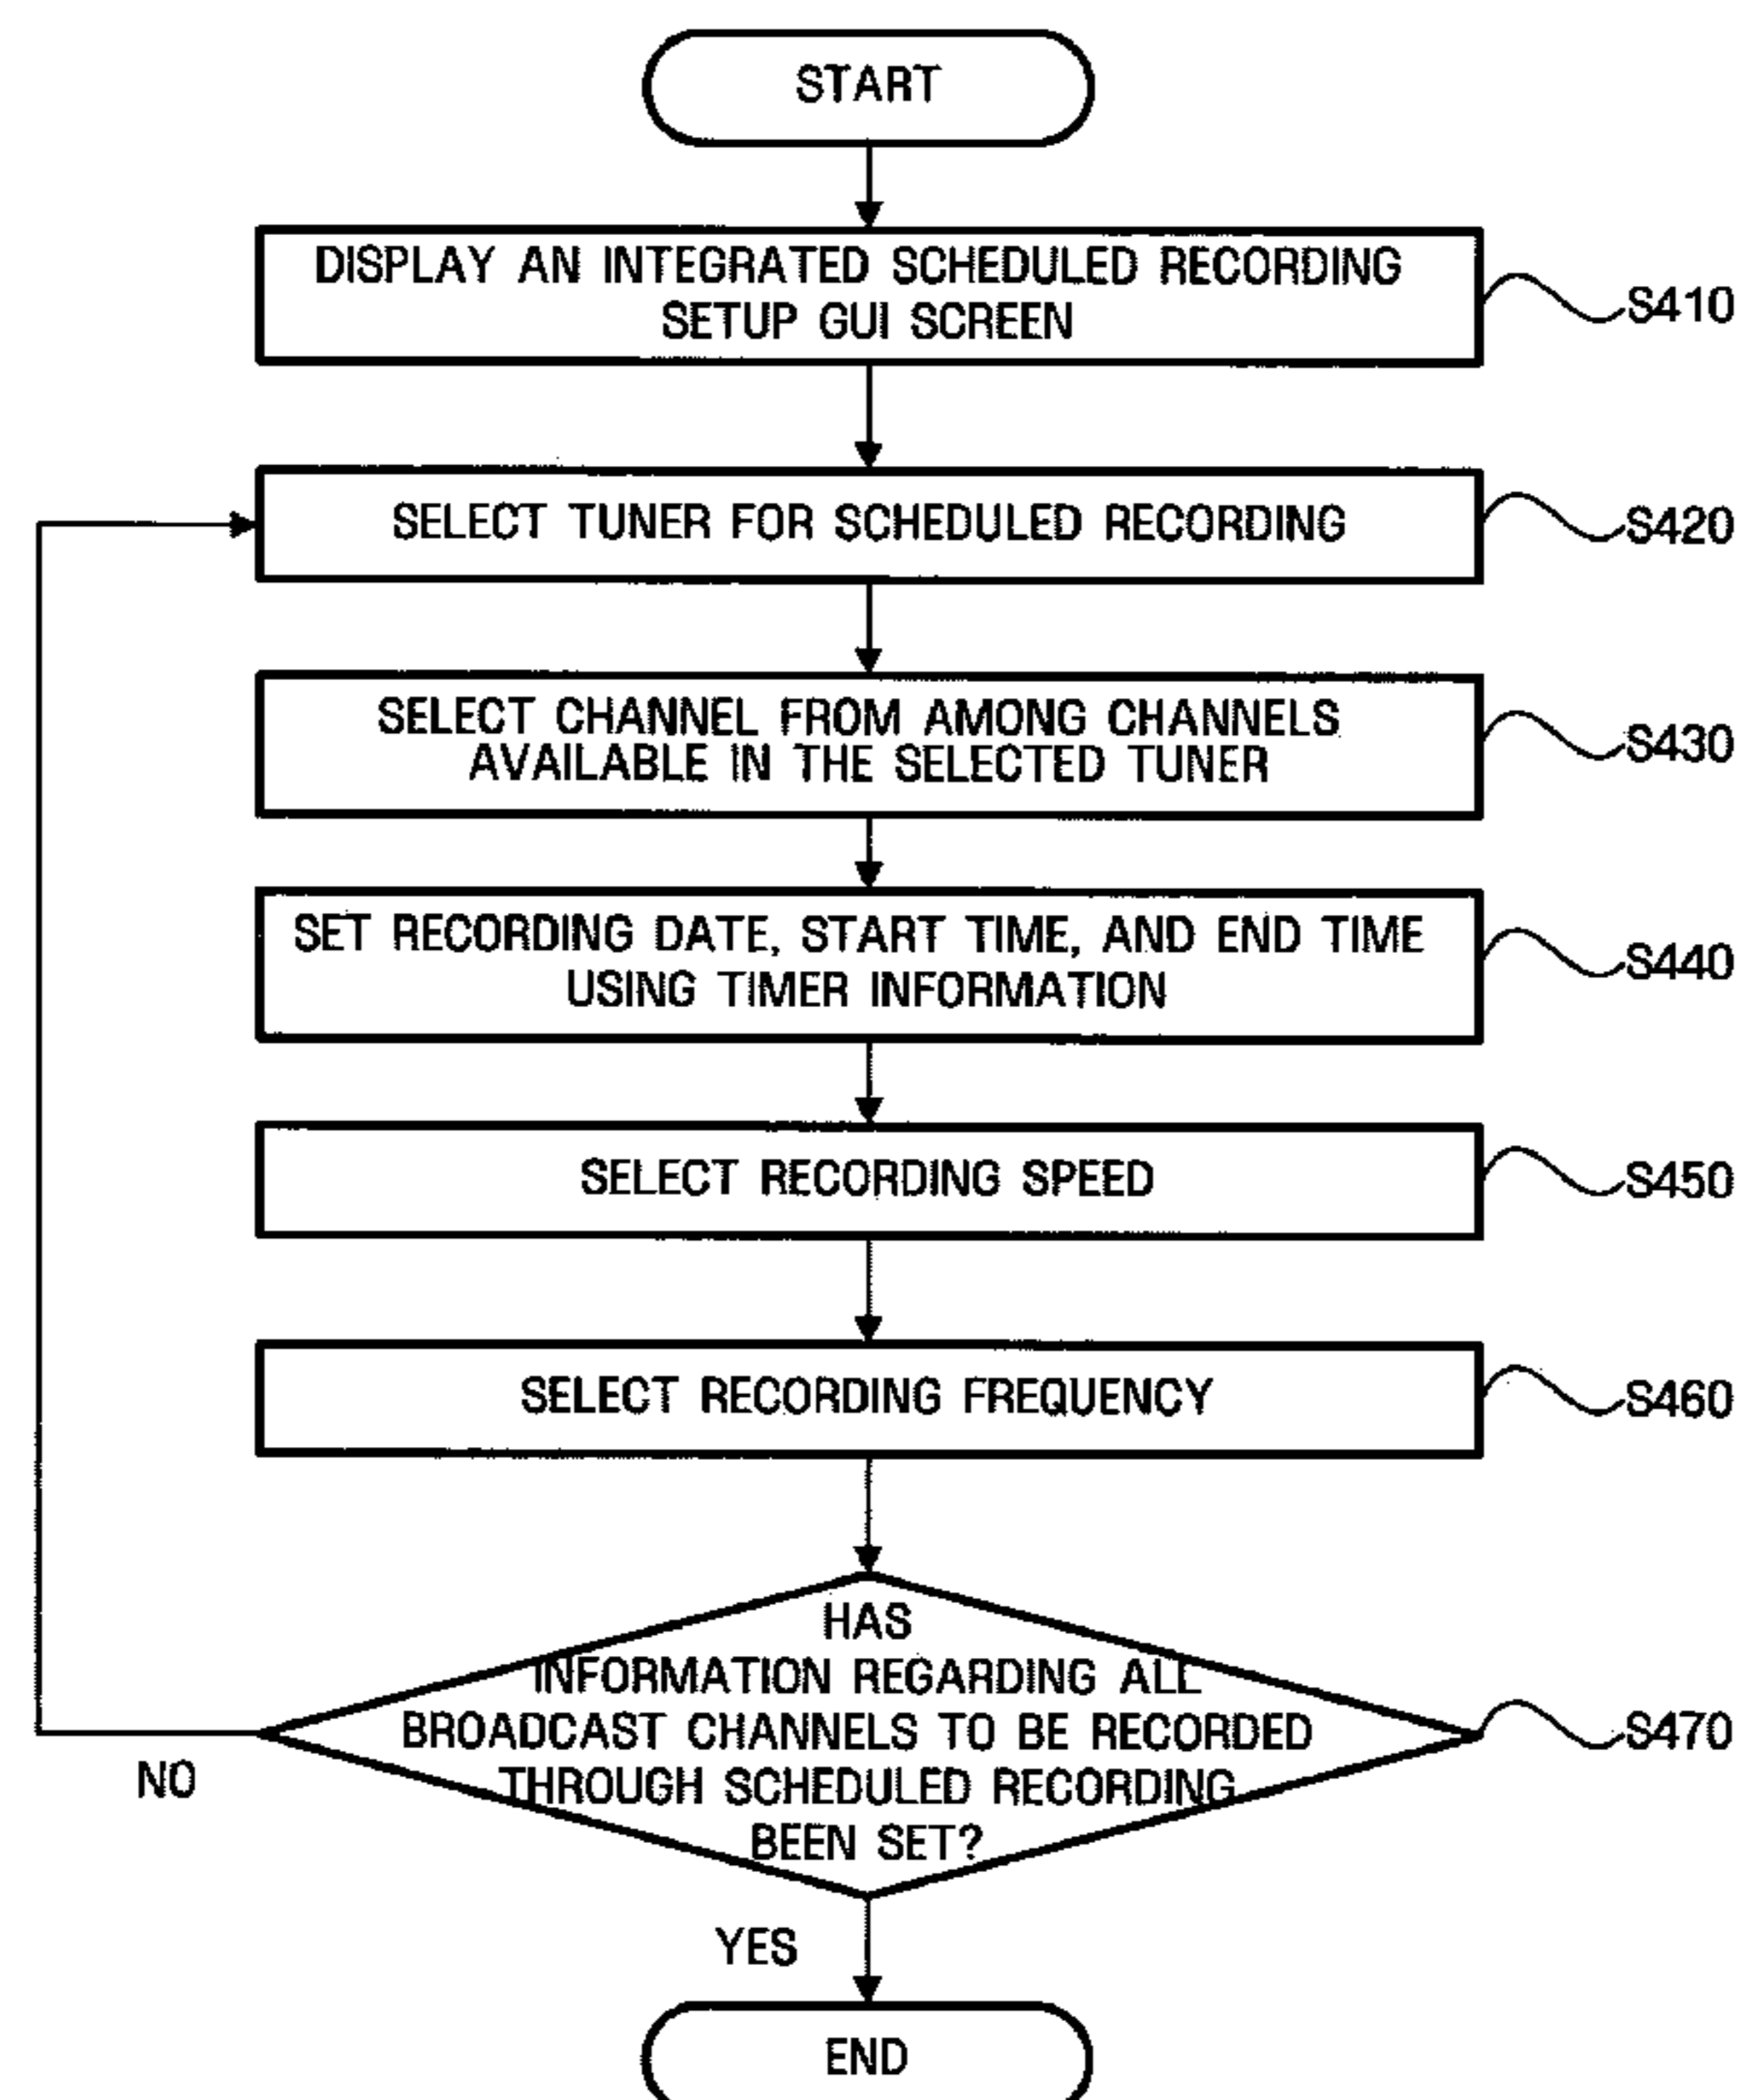 START
DISPLAY AN INTEGRATED SCHEDULED RECORDING
SETUP GUI SCREEN
S410
SELECT TUNER FOR SCHEDULED RECORDING
S420
SELECT CHANNEL FROM AMONG CHANNELS
AVAILABLE IN THE SELECTED TUNER
S430
SET RECORDING DATE, START TIME, AND END TIME
USING TIMER INFORMATION
S440
SELECT RECORDING SPEED
S450
SELECT RECORDING FREQUENCY
S460
HAS
INFORMATION REGARDING ALL
BROADCAST CHANNELS TO BE RECORDED
THROUGH SCHEDULED RECORDING
BEEN SET?
S470
NO
YES
END